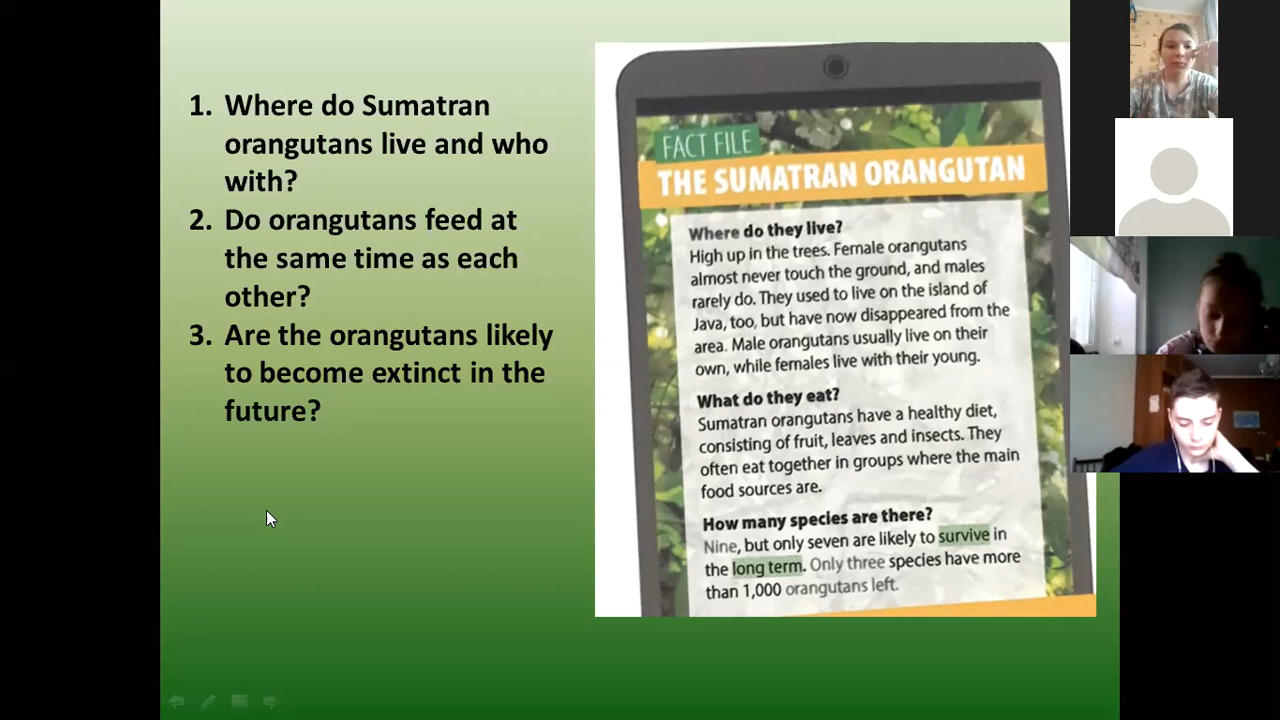 1. Where do Sumatran
orangutans live and who
with?
2. Do orangutans feed at
the same time as each
other?
3. Are the orangutans likely
to become extinct in the
future?
FACT FILE
THE SUMATRAN ORANGUTAN
Where do they live?
High up in the trees. Female orangutans
almost never touch the ground, and males
rarely do. They used to live on the island of
Java, too, but have now disappeared from the
area. Male orangutans usually live on their
own, while females live with their young.
What do they eat?
Sumatran orangutans have a healthy diet,
consisting of fruit, leaves and insects. They
often eat together in groups where the main
food sources are.
How many species are there?
Nine, but only seven are likely to survive in
the long term. Only three species have more
than 1,000 orangutans left.